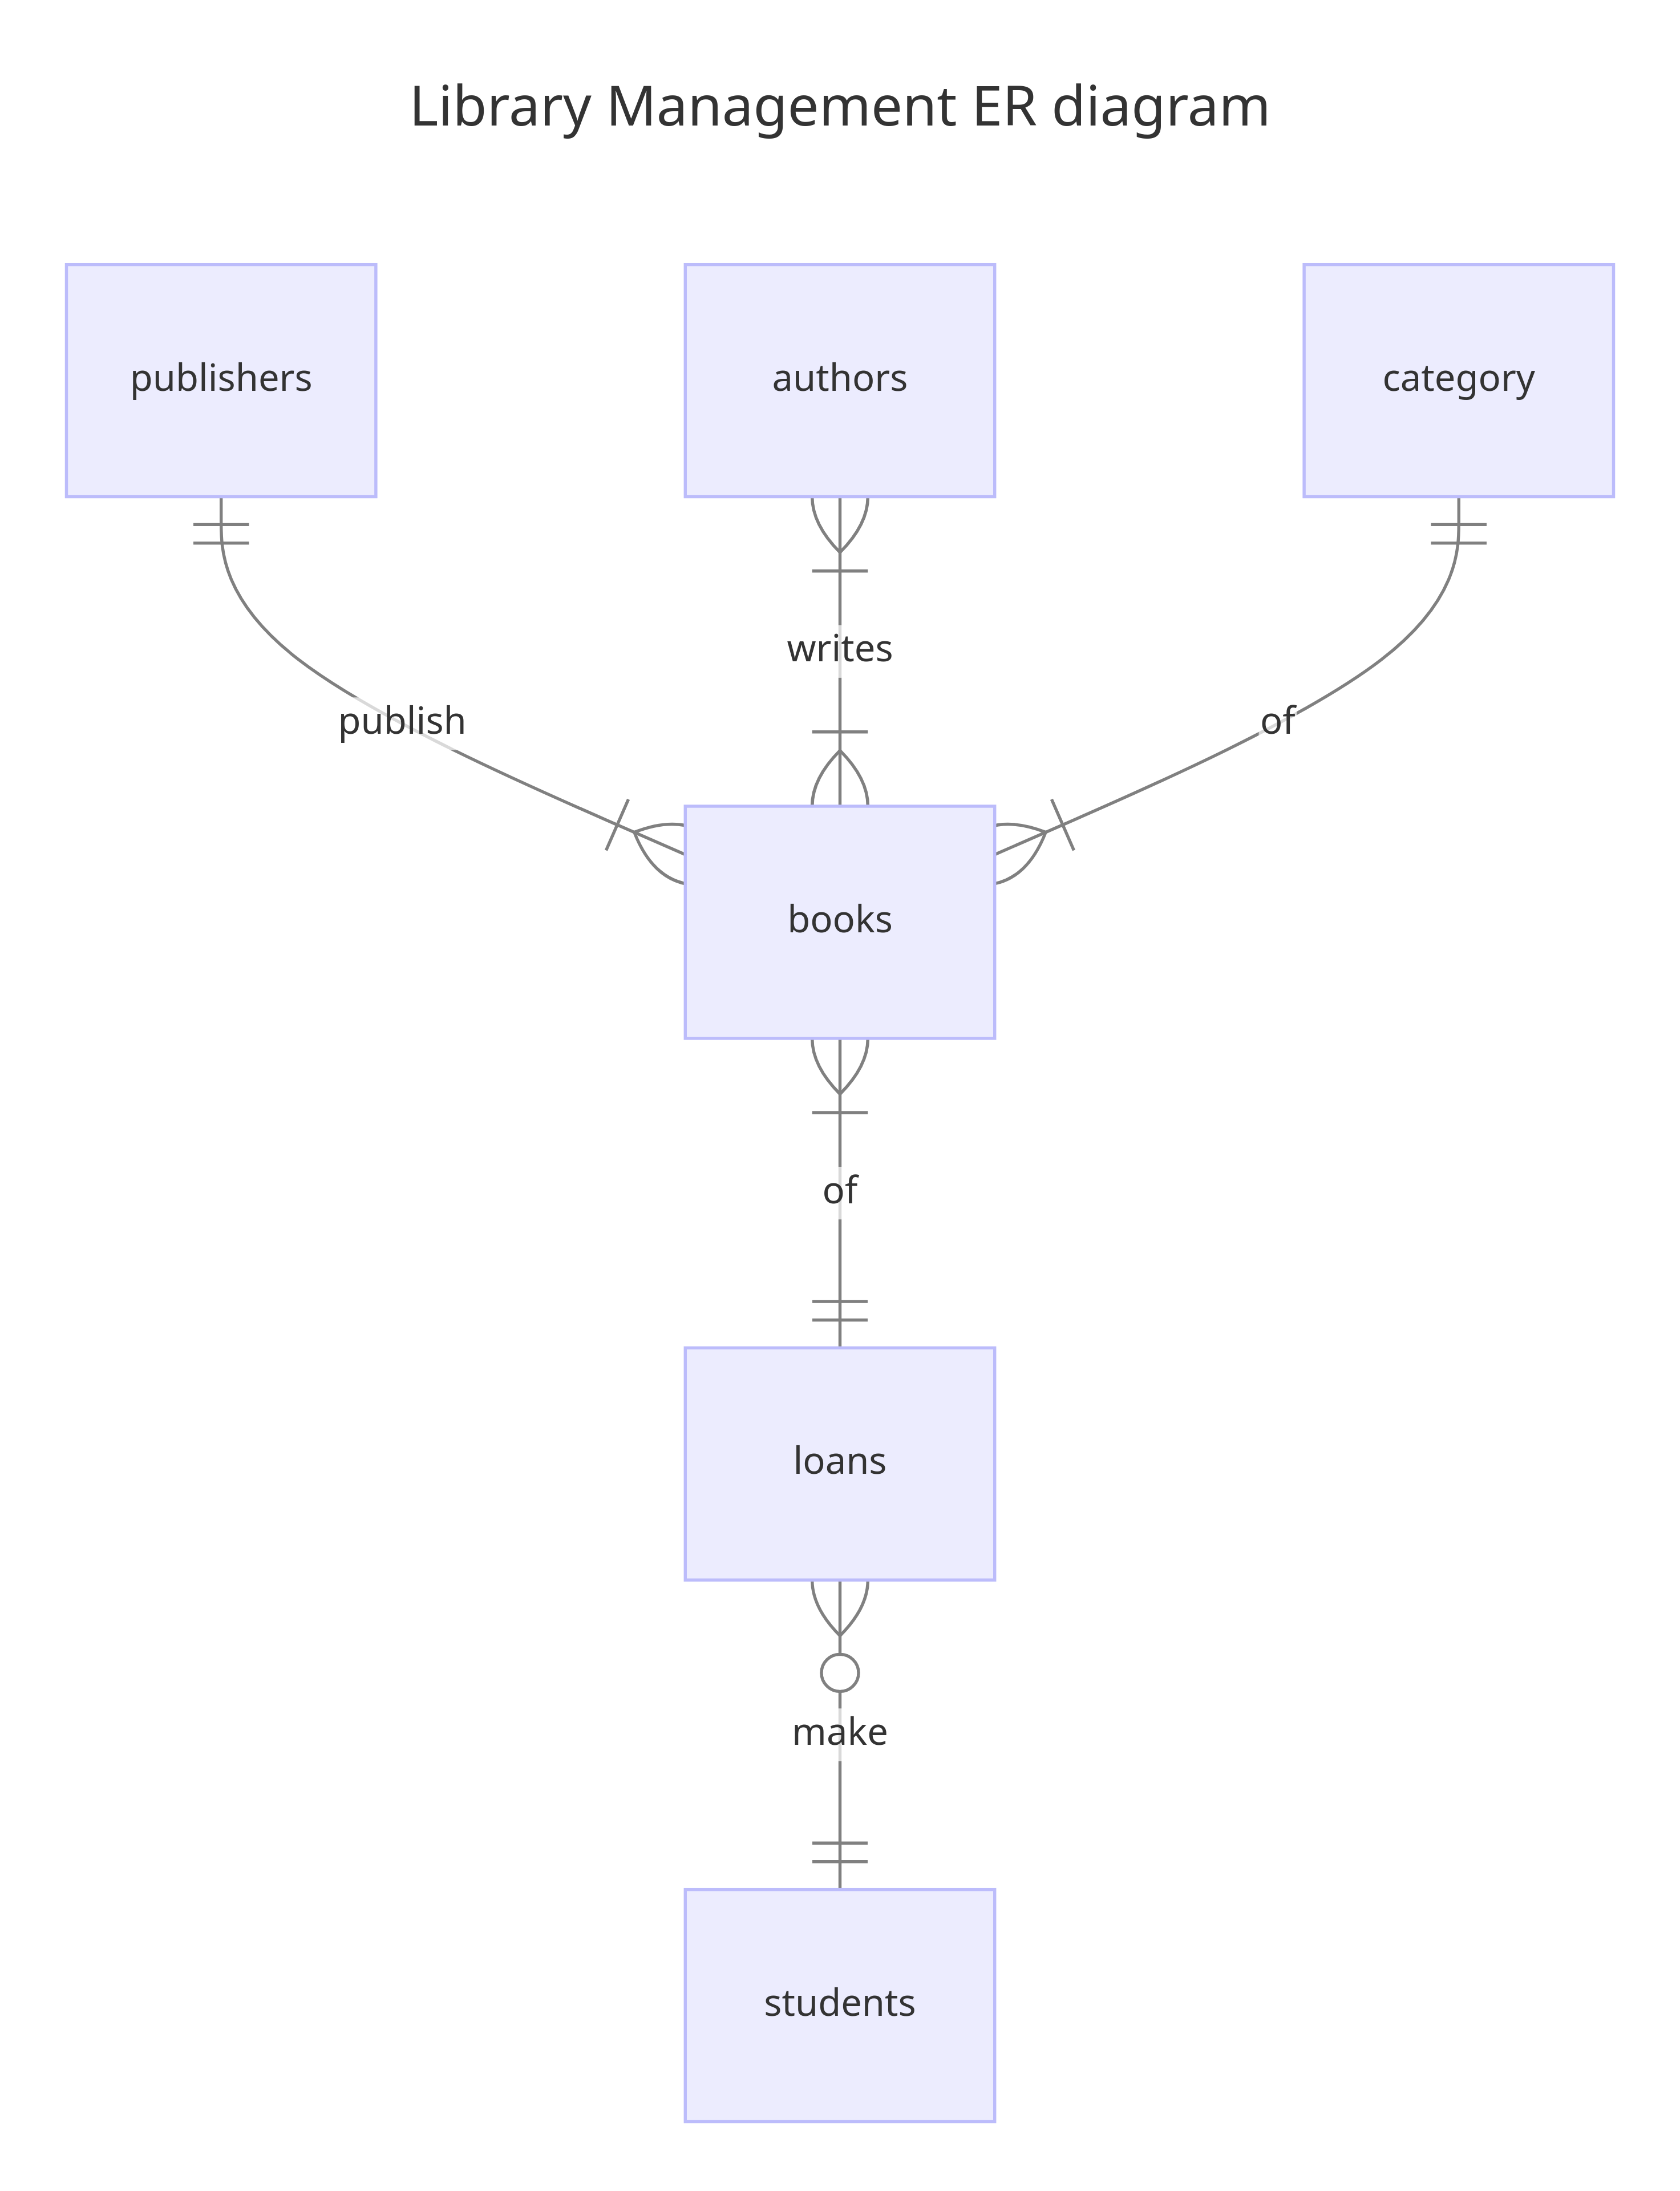 Library Management ER diagram
publishers
authors
category
writes
publish
of
books
of
loans
make
students